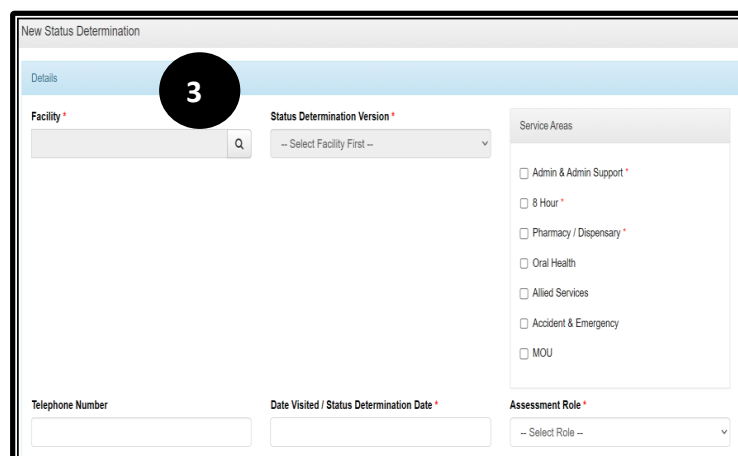 New Status Determination
Details
3
Facility *
Status Determination Version *
-- Select Facility First --
Service Areas
Admin & Admin Support *
8 Hour *
Pharmacy / Dispensary *
Oral Health
Allied Services
Accident & Emergency
MOU
Telephone Number
Date Visited / Status Determination Date *
Assessment Role *
-- Select Role --